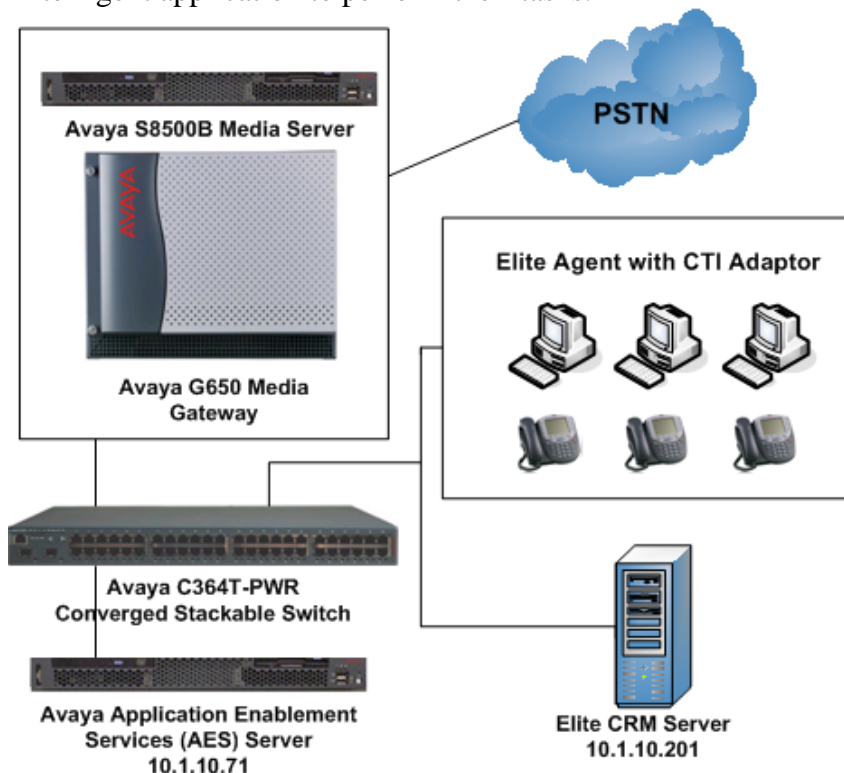 Avaya S8500B Media Server
PSTN
AVAYA
Avaya G650 Media
Gateway
Elite Agent with CTI Adaptor
Avaya C364T-PWR
Converged Stackable Switch
Avaya Application Enablement
Services (AES) Server
10.1.10.71
Elite CRM Server
10.1.10.201